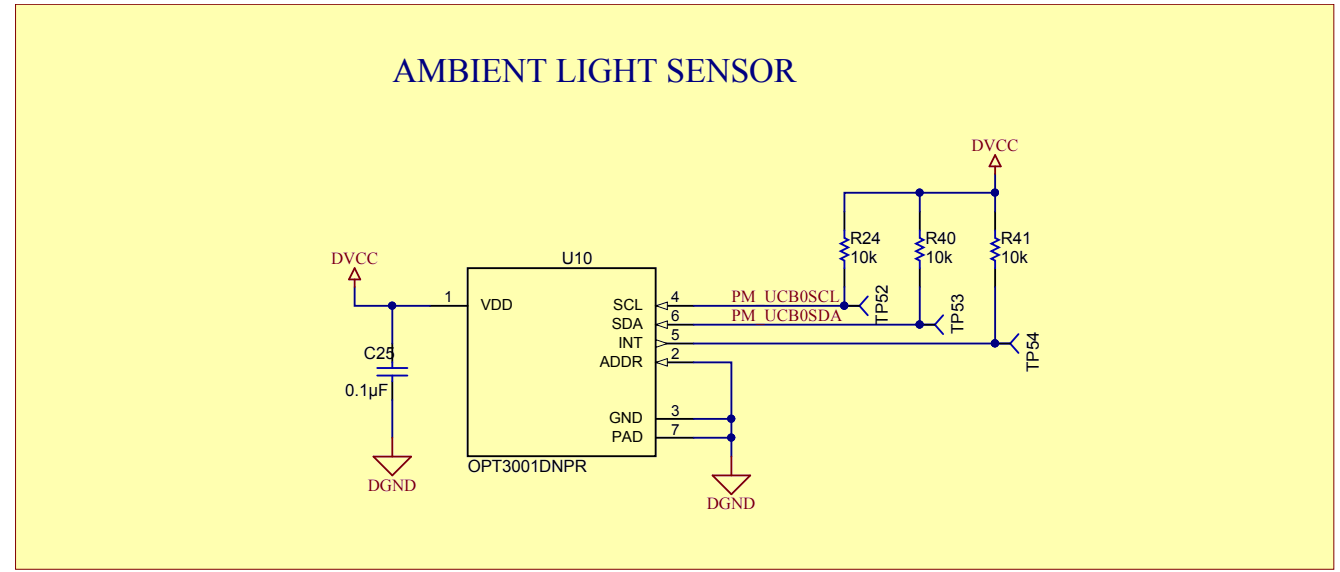 AMBIENT LIGHT SENSOR
DVCC
R24
R40
R41
10k
10k
10k
DVCC
U10
1
VDD
SCL
4
PM_UCB0SCL
TP52
SDA
6
PM_UCB0SDA
TP53
INT
5
TP54
ADDR
2
C25
0.1µF
GND
3
PAD
7
OPT3001DNPR
DGND
DGND